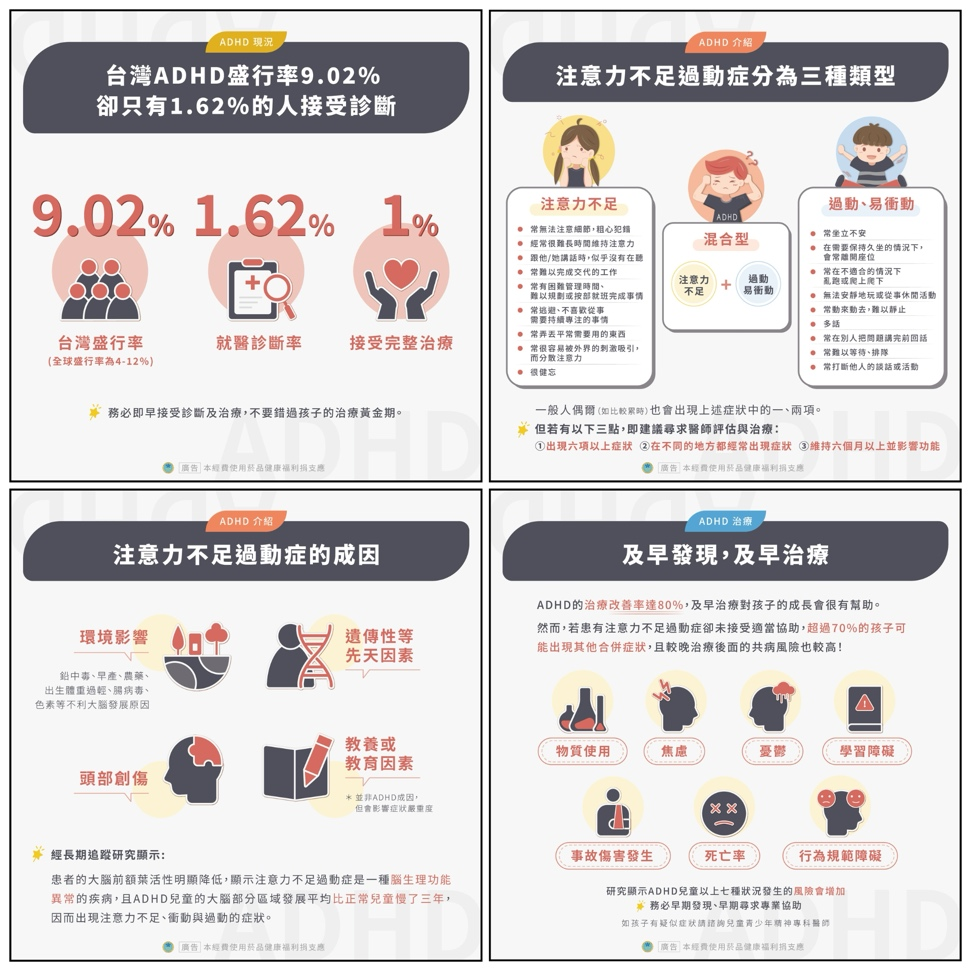 ADHD 現況
台灣ADHD盛行率9.02%
卻只有1.62%的人接受診斷
9.02%
1.62%
1%
台灣盛行率
(全球盛行率為4-12%)
就醫診斷率
接受完整治療
務必即早接受診斷及治療,不要錯過孩子的治療黃金期。
廣告 本經費使用菸品健康福利捐支應
ADHD
ADHD 介紹
注意力不足過動症分為三種類型
注意力不足
常無法注意細節,粗心犯錯
經常很難長時間維持注意力
跟他/她講話時,似乎沒有在聽
常難以完成交代的工作
常有困難管理時間、
難以規劃或按部就班完成事情
常逃避、不喜歡從事
需要持續專注的事情
常弄丟平常需要用的東西
常很容易被外界的刺激吸引,
而分散注意力
很健忘
ADHD
混合型
注意力
不足
+
過動
易衝動
過動、易衝動
常坐立不安
在需要保持久坐的情況下,
會常離開座位
常在不適合的情況下
亂跑或爬上爬下
無法安靜地玩或從事休閒活動
常動來動去,難以靜止
多話
常在別人把問題講完前回話
常難以等待、排隊
常打斷他人的談話或活動
一般人偶爾(如比較累時)也會出現上述症狀中的一、兩項。
但若有以下三點,即建議尋求醫師評估與治療:
①出現六項以上症狀 ②在不同的地方都經常出現症狀 ③維持六個月以上並影響功能
廣告 本經費使用菸品健康福利捐支應
ADHD
ADHD 介紹
注意力不足過動症的成因
環境影響
鉛中毒、早產、農藥、
出生體重過輕、腸病毒、
色素等不利大腦發展原因
遺傳性等
先天因素
頭部創傷
教養或
教育因素
＊並非ADHD成因,
但會影響症狀嚴重度
經長期追蹤研究顯示:
患者的大腦前額葉活性明顯降低,顯示注意力不足過動症是一種腦生理功能
異常的疾病,且ADHD兒童的大腦部分區域發展平均比正常兒童慢了三年,
因而出現注意力不足、衝動與過動的症狀。
廣告 本經費使用菸品健康福利捐支應
ADHD
ADHD 治療
及早發現,及早治療
ADHD的治療改善率達80%,及早治療對孩子的成長會很有幫助。
然而,若患有注意力不足過動症卻未接受適當協助,超過70%的孩子可
能出現其他合併症狀,且較晚治療後面的共病風險也較高!
物質使用
焦慮
憂鬱
學習障礙
事故傷害發生
死亡率
行為規範障礙
研究顯示ADHD兒童以上七種狀況發生的風險會增加
務必早期發現、早期尋求專業協助
如孩子有疑似症狀請諮詢兒童青少年精神專科醫師
廣告 本經費使用菸品健康福利捐支應
ADHD